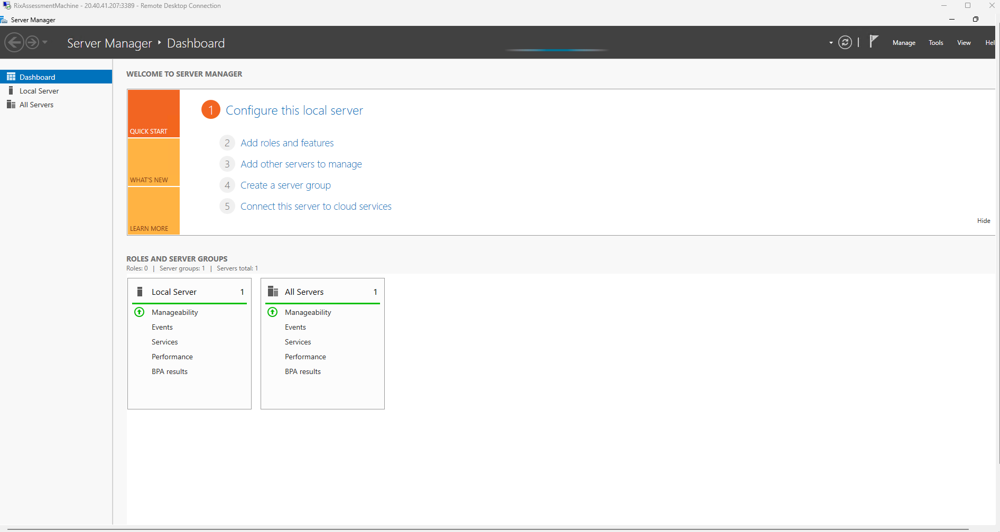 RixAssessmentMachine - 20.40.41.207:3389 - Remote Desktop Connection
Server Manager
Server Manager ‣ Dashboard
Manage Tools View Hel
Dashboard
Local Server
All Servers
WELCOME TO SERVER MANAGER
QUICK START
WHAT'S NEW
LEARN MORE
1 Configure this local server
2 Add roles and features
3 Add other servers to manage
4 Create a server group
5 Connect this server to cloud services
Hide
ROLES AND SERVER GROUPS
Roles: 0 | Server groups: 1 | Servers total: 1
Local Server 1
Manageability
Events
Services
Performance
BPA results
All Servers 1
Manageability
Events
Services
Performance
BPA results